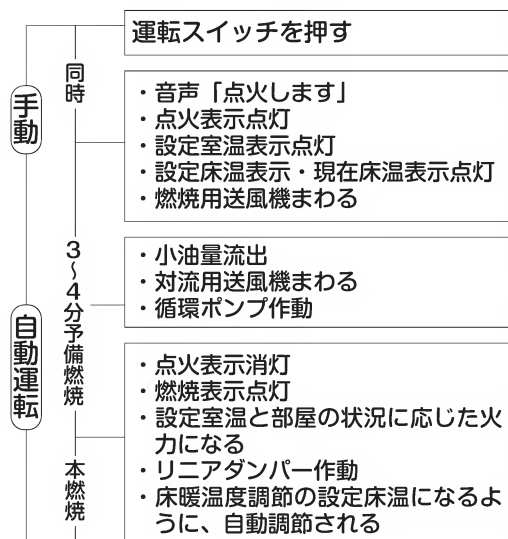 運転スイッチを押す
同時
手動
・音声「点火します」
・点火表示点灯
・設定室温表示点灯
・設定床温表示・現在床温表示点灯
・燃焼用送風機まわる
3〜4分予備燃焼
・小油量流出
・対流用送風機まわる
・循環ポンプ作動
自動運転
・点火表示消灯
・燃焼表示点灯
・設定室温と部屋の状況に応じた火
力になる
・リニアダンパー作動
・床暖温度調節の設定床温になるよ
うに、自動調節される
本燃焼